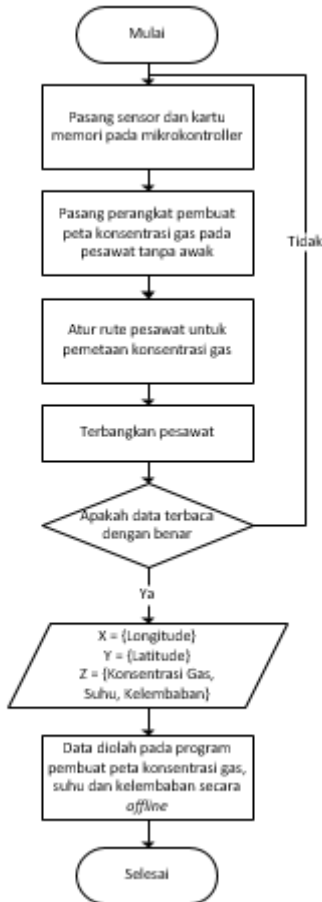 Mulai
Pasang sensor dan kartu
memori pada mikrokontroller
Pasang perangkat pembuat
peta konsentrasi gas pada
pesawat tanpa awak
Tidak
Atur rute pesawat untuk
pemetaan konsentrasi gas
Terbangkan pesawat
Apakah data terbaca
dengan benar
Ya
X = {Longitude}
Y = {Latitude}
Z = {Konsentrasi Gas,
Suhu, Kelembaban}
Data diolah pada program
pembuat peta konsentrasi gas,
suhu dan kelembaban secara
offline
Selesai